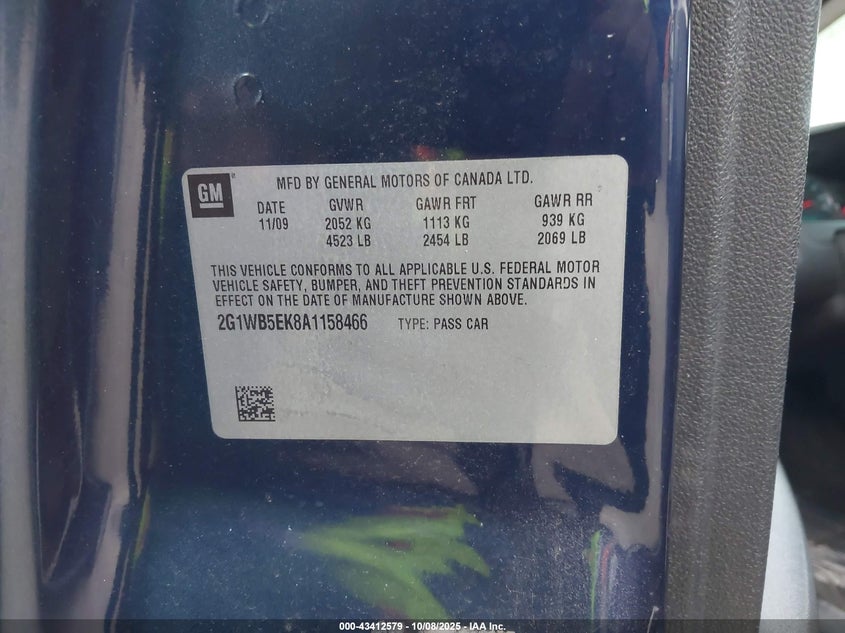 GM
MFD BY GENERAL MOTORS OF CANADA LTD.
DATE GVWR GAWR FRT GAWR RR
11/09 2052 KG 1113 KG 939 KG
4523 LB 2454 LB 2069 LB
THIS VEHICLE CONFORMS TO ALL APPLICABLE U.S. FEDERAL MOTOR
VEHICLE SAFETY, BUMPER, AND THEFT PREVENTION STANDARDS IN
EFFECT ON THE DATE OF MANUFACTURE SHOWN ABOVE.
2G1WB5EK8A1158466 TYPE: PASS CAR
000-43412579 - 10/08/2025 - IAA Inc.